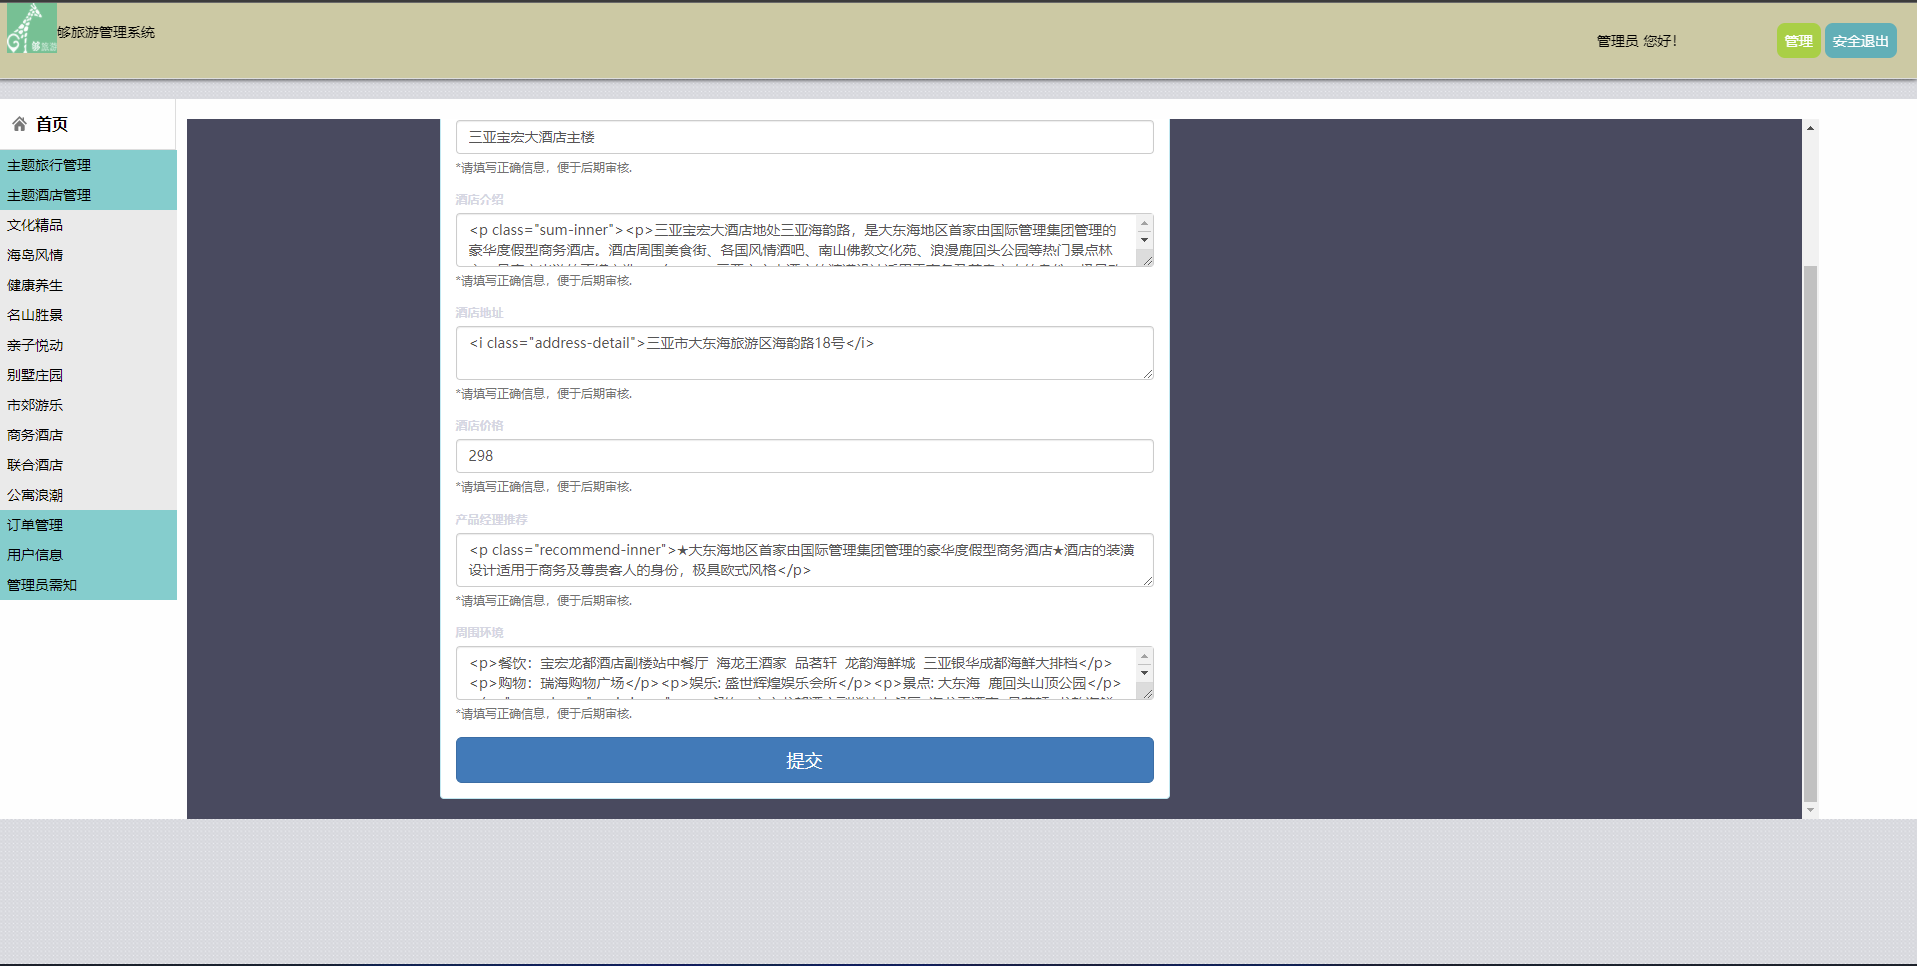 够旅游管理系统
管理员 您好!
管理
安全退出
首页
主题旅行管理
主题酒店管理
文化精品
海岛风情
健康养生
名山胜景
亲子悦动
别墅庄园
市郊游乐
商务酒店
联合酒店
公寓浪潮
订单管理
用户信息
管理员需知
三亚宝宏大酒店主楼
*请填写正确信息，便于后期审核.
酒店介绍
<p class="sum-inner"><p>三亚宝宏大酒店地处三亚海韵路，是大东海地区首家由国际管理集团管理的
豪华度假型商务酒店。酒店周围美食街、各国风情酒吧、南山佛教文化苑、浪漫鹿回头公园等热门景点林
*请填写正确信息，便于后期审核.
酒店地址
<i class="address-detail">三亚市大东海旅游区海韵路18号</i>
*请填写正确信息，便于后期审核.
酒店价格
298
*请填写正确信息，便于后期审核.
产品经理推荐
<p class="recommend-inner">★大东海地区首家由国际管理集团管理的豪华度假型商务酒店★酒店的装潢
设计适用于商务及尊贵客人的身份，极具欧式风格</p>
*请填写正确信息，便于后期审核.
周围环境
<p>餐饮：宝宏龙都酒店副楼站中餐厅 海龙王酒家 品茗轩 龙韵海鲜城 三亚银华成都海鲜大排档</p>
<p>购物：瑞海购物广场</p><p>娱乐: 盛世辉煌娱乐会所</p><p>景点: 大东海 鹿回头山顶公园</p>
*请填写正确信息，便于后期审核.
提交